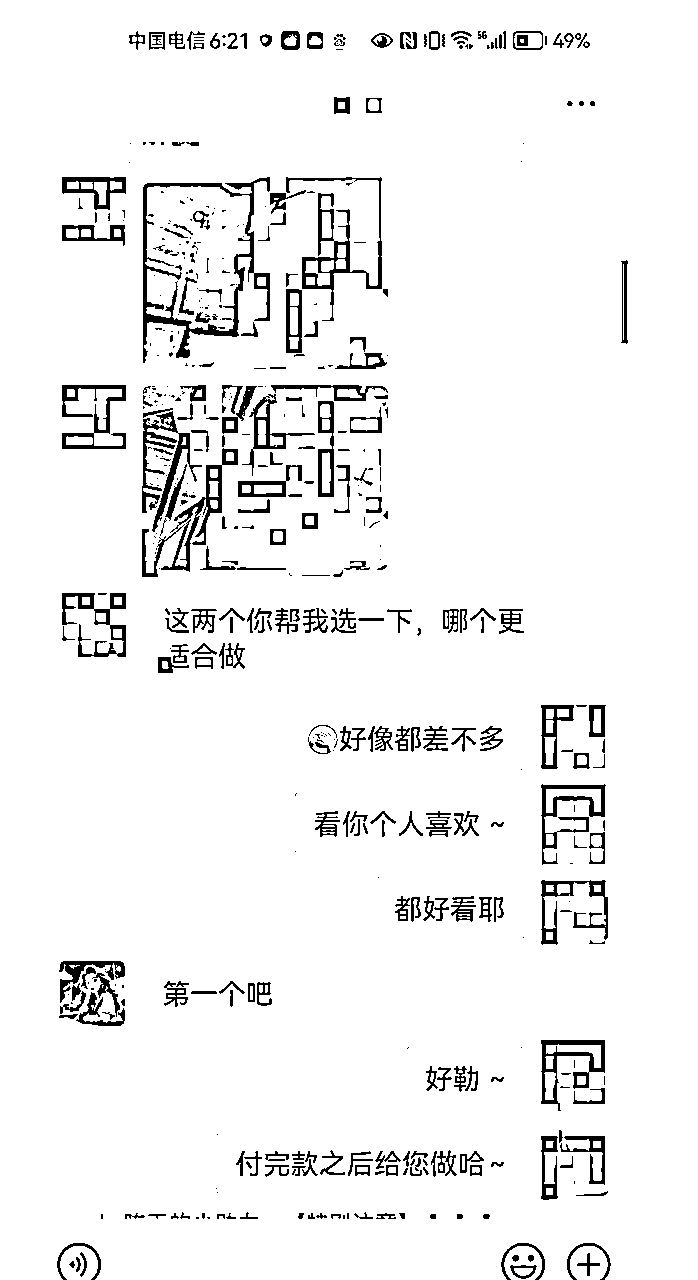 中国电信 6:21 49%
这两个你帮我选一下，哪个更
适合做
好像都差不多
看你个人喜欢 ~
都好看耶
第一个吧
好勒 ~
付完款之后给您做哈~